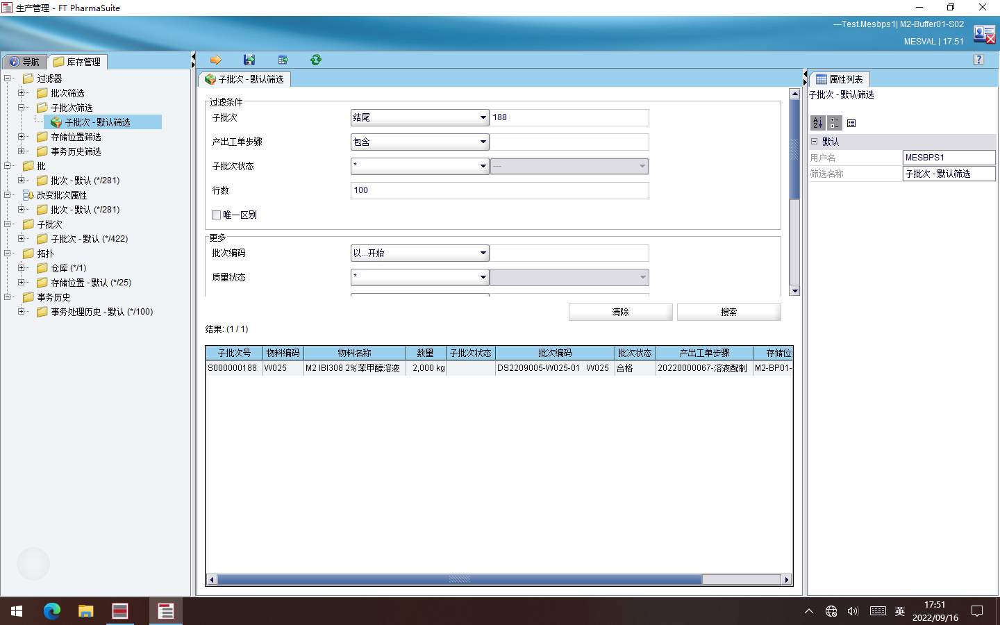 生产管理 - FT PharmaSuite
---Test.Mesbps1| M2-Buffer01-S02
MESVAL | 17:51
导航
库存管理
过滤器
批次筛选
子批次筛选
子批次 - 默认筛选
存储位置筛选
事务历史筛选
批
批次 - 默认 (*/281)
改变批次属性
批次 - 默认 (*/281)
子批次
子批次 - 默认 (*/422)
拓扑
仓库 (*/1)
存储位置 - 默认 (*/25)
事务历史
事务处理历史 - 默认 (*/100)
子批次 - 默认筛选
过滤条件
子批次 结尾 188
产出工单步骤 包含
子批次状态 * ---
行数 100
唯一区别
更多
批次编码 以...开始
质量状态 *
清除 搜索
结果: (1 / 1)
子批次号 物料编码 物料名称 数量 子批次状态 批次编码 批次状态 产出工单步骤 存储位
S000000188 W025 M2 IBI308 2%苯甲醇溶液 2,000 kg DS2209005-W025-01 W025 合格 20220000067-溶液配制 M2-BP01-
属性列表
子批次 - 默认筛选
默认
用户名 MESBPS1
筛选名称 子批次 - 默认筛选
英
17:51
2022/09/16